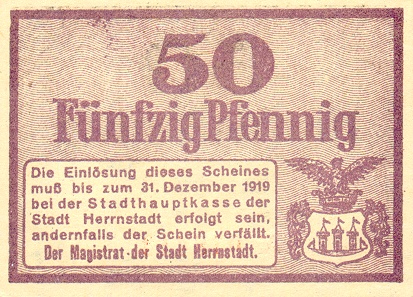 50
Fünfzig Pfennig
Die Einlösung dieses Scheines
muß bis zum 31. Dezember 1919
bei der Stadthauptkasse der
Stadt Herrnstadt erfolgt sein,
andernfalls der Schein verfällt.
Der Magistrat der Stadt Herrnstadt.